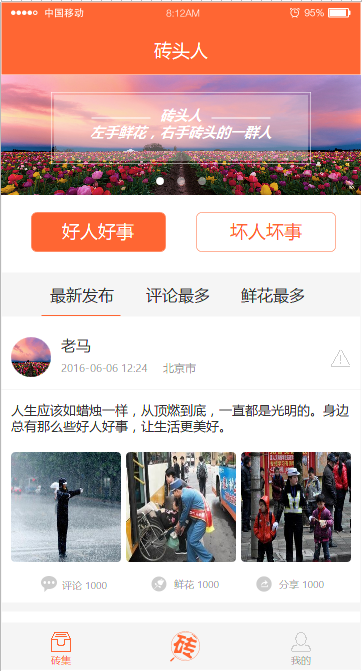 中国移动 8:12AM 95%
砖头人
砖头人
左手鲜花，右手砖头的一群人
好人好事 坏人坏事
最新发布 评论最多 鲜花最多
老马
2016-06-06 12:24 北京市
人生应该如蜡烛一样，从顶燃到底，一直都是光明的。身边
总有那么些好人好事，让生活更美好。
评论 1000 鲜花 1000 分享 1000
砖集 砖 我的